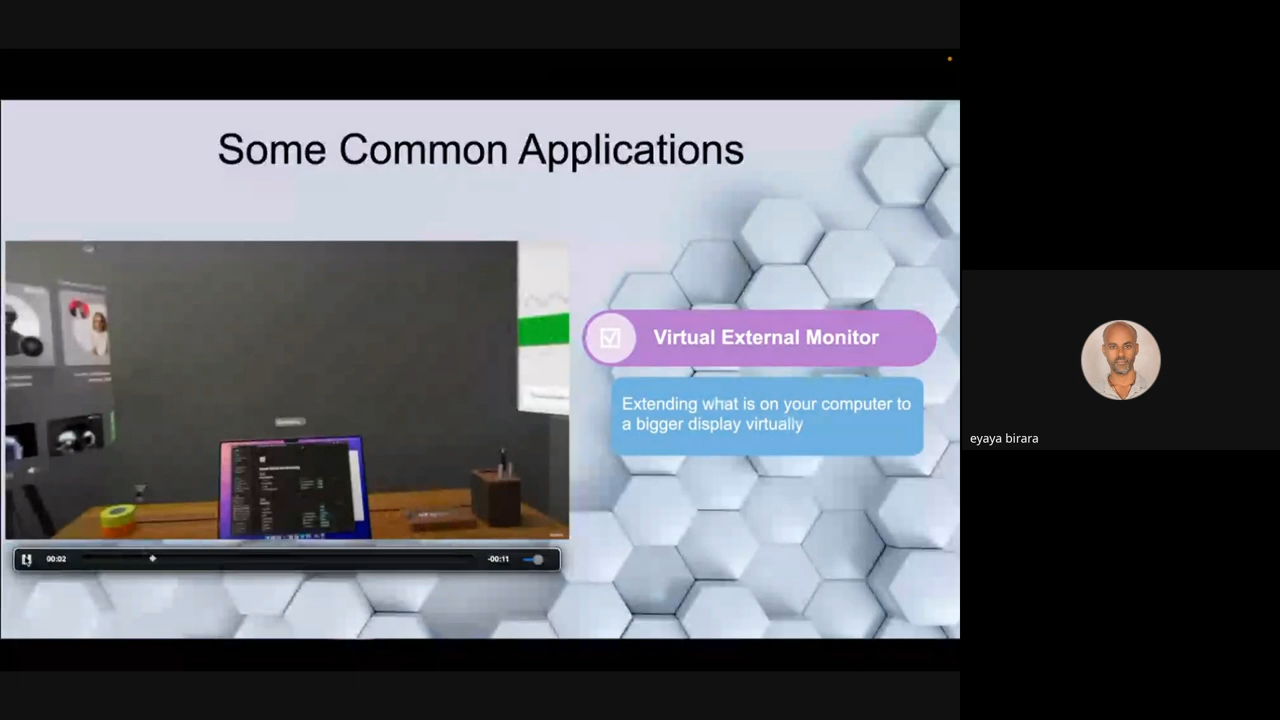 Some Common Applications
Virtual External Monitor
Extending what is on your computer to
a bigger display virtually
00:02
-00:11
eyaya birara